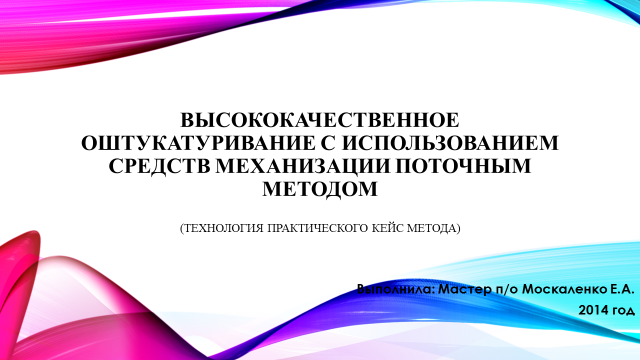 ВЫСОКОКАЧЕСТВЕННОЕ
ОШТУКАТУРИВАНИЕ С ИСПОЛЬЗОВАНИЕМ
СРЕДСТВ МЕХАНИЗАЦИИ ПОТОЧНЫМ
МЕТОДОМ
(ТЕХНОЛОГИЯ ПРАКТИЧЕСКОГО КЕЙС МЕТОДА)
Выполнила: Мастер п/о Москаленко Е.А.
2014 год